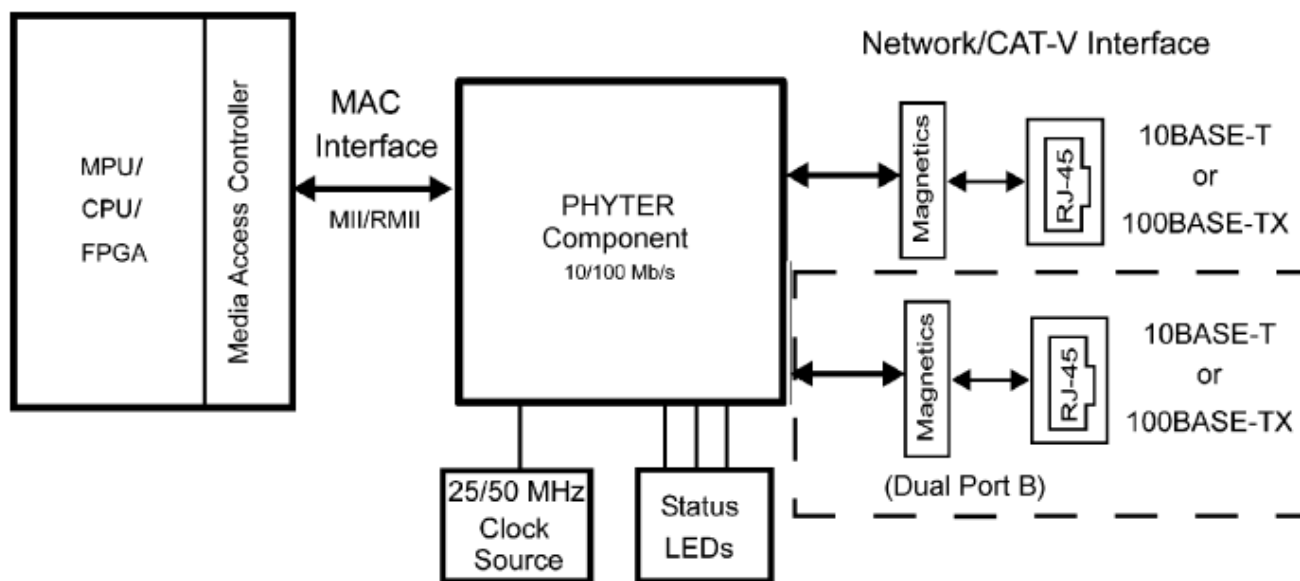 Network/CAT-V Interface
MPU/
CPU/
FPGA
Media Access Controller
MAC
Interface
MII/RMII
PHYTER
Component
10/100 Mb/s
Magnetics
RJ-45
10BASE-T
or
100BASE-TX
Magnetics
RJ-45
10BASE-T
or
100BASE-TX
(Dual Port B)
25/50 MHz
Clock
Source
Status
LEDs